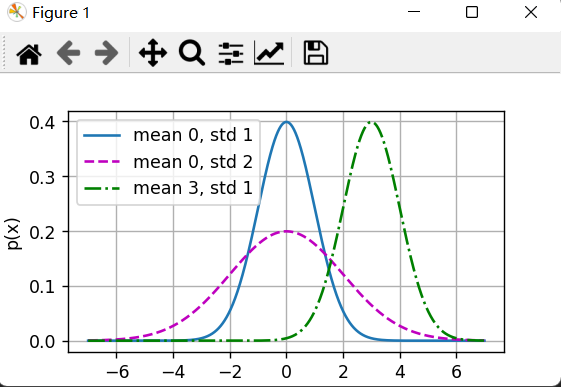 Figure 1
mean 0, std 1
mean 0, std 2
mean 3, std 1
p(x)
0.4
0.3
0.2
0.1
0.0
−6 −4 −2 0 2 4 6